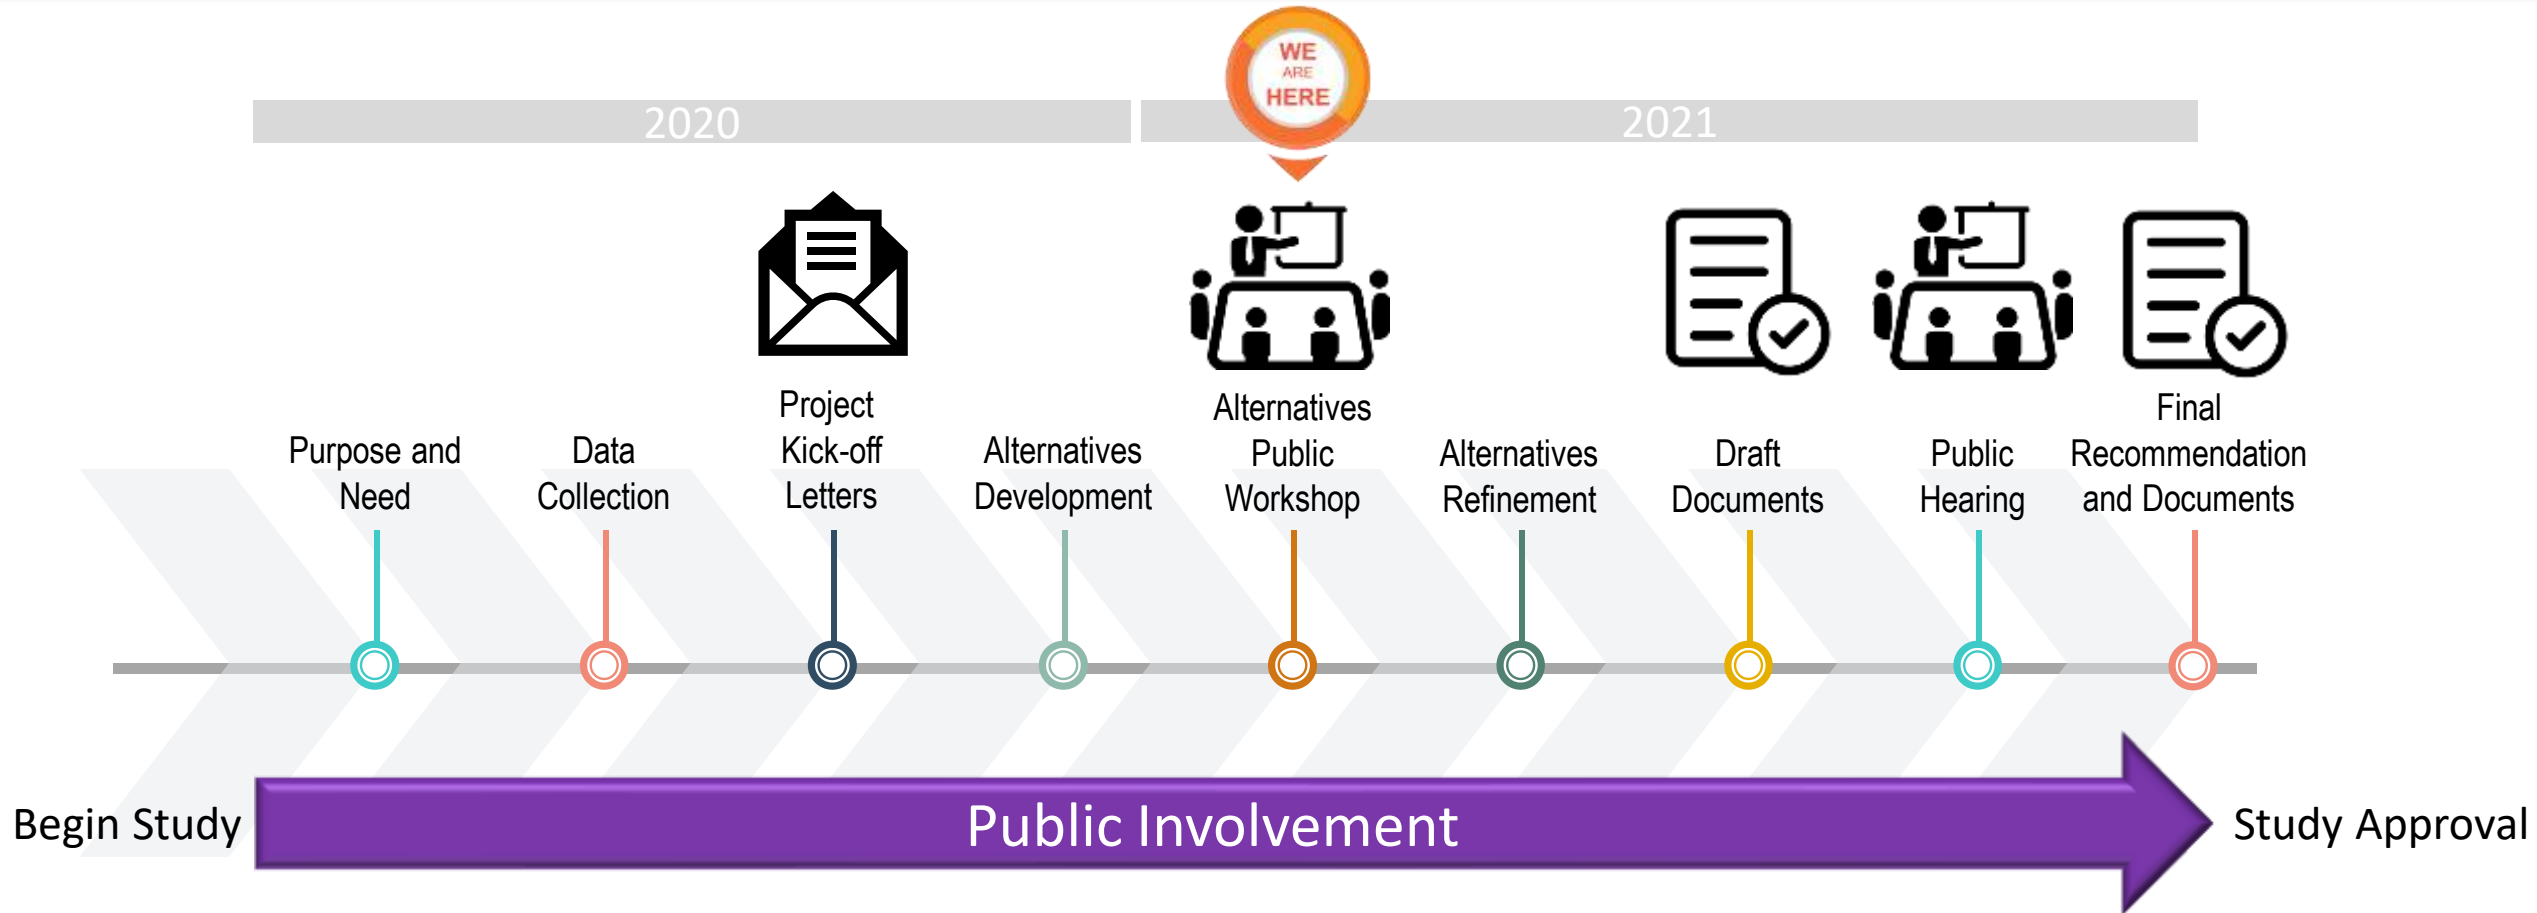 WE
ARE
HERE
2020
2021
Purpose and
Need
Data
Collection
Project
Kick-off
Letters
Alternatives
Development
Alternatives
Public
Workshop
Alternatives
Refinement
Draft
Documents
Public
Hearing
Final
Recommendation
and Documents
Begin Study
Public Involvement
Study Approval